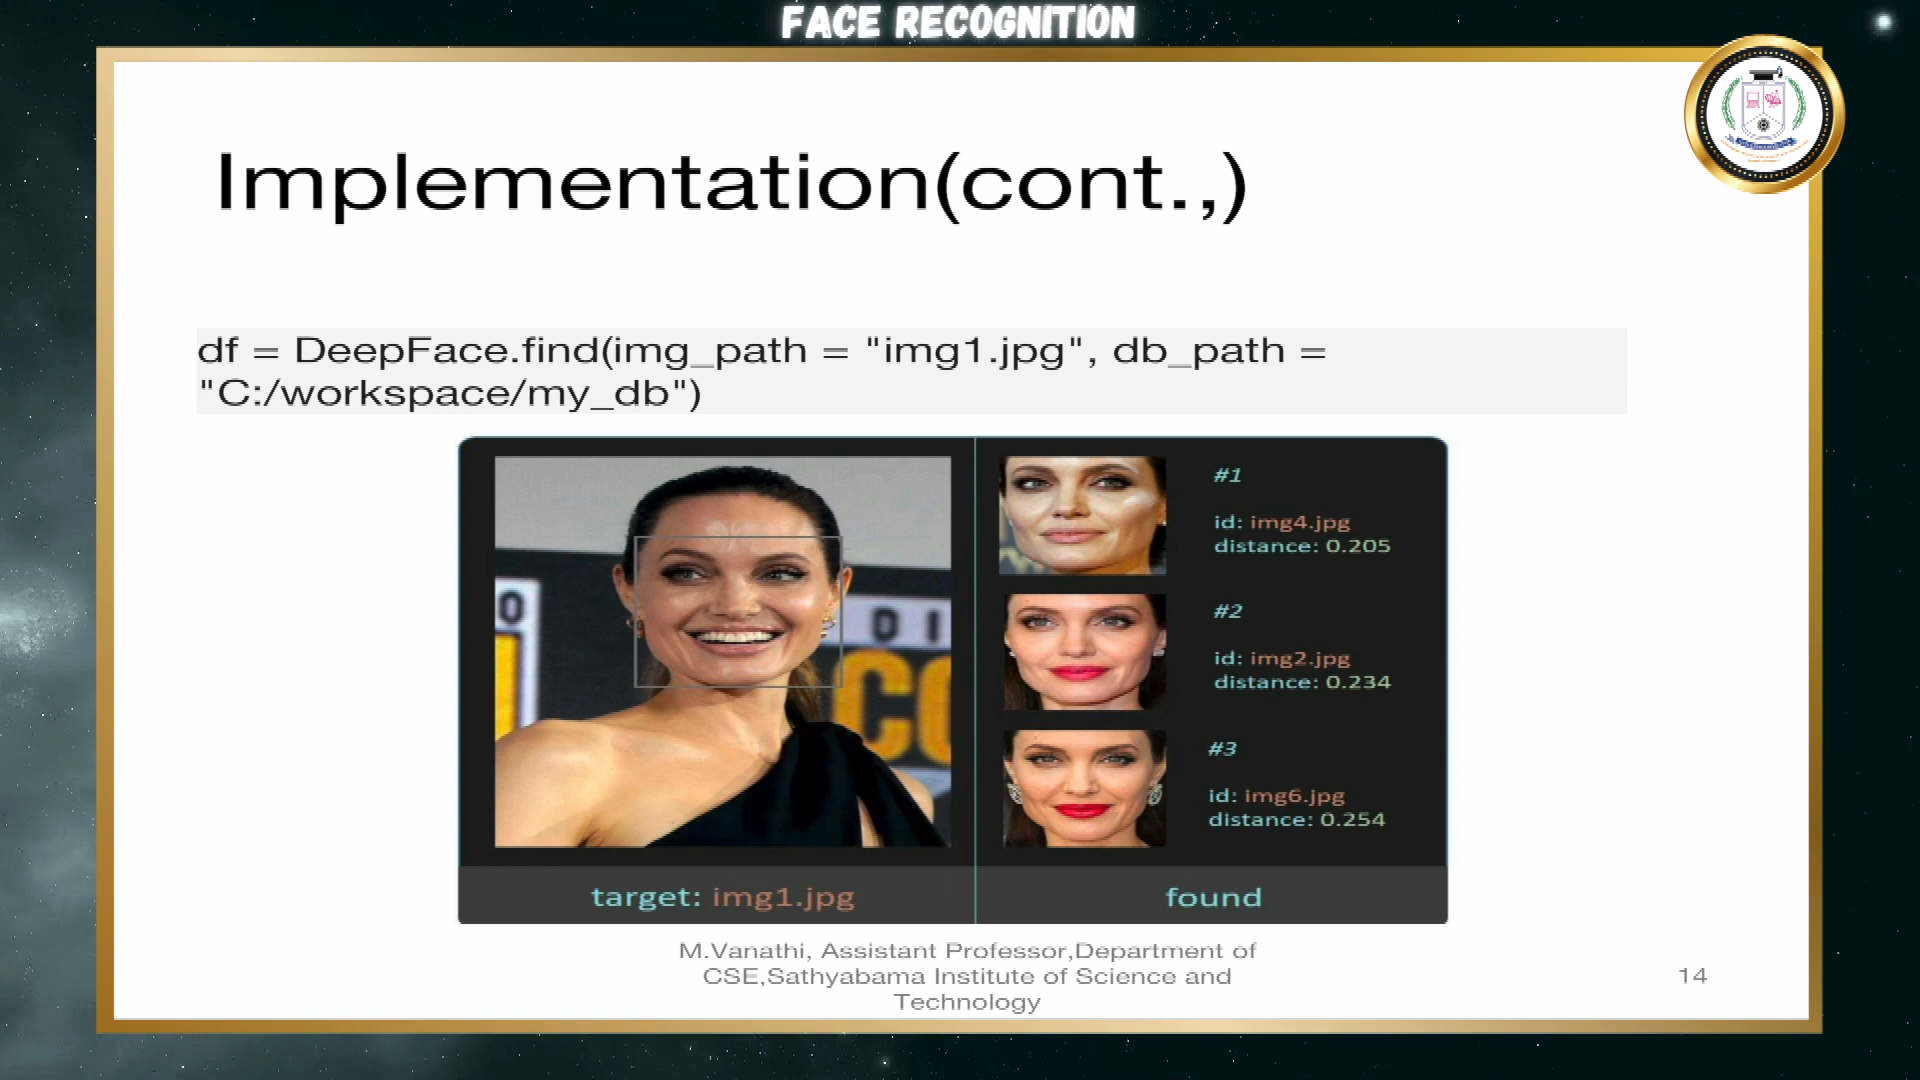 FACE RECOGNITION
Implementation(cont.,)
df = DeepFace.find(img_path = "img1.jpg", db_path =
"C:/workspace/my_db")
#1
id: img4.jpg
distance: 0.205
#2
id: img2.jpg
distance: 0.234
#3
id: img6.jpg
distance: 0.254
O
D I
CO
target: img1.jpg
found
M.Vanathi, Assistant Professor,Department of
CSE,Sathyabama Institute of Science and
Technology
14